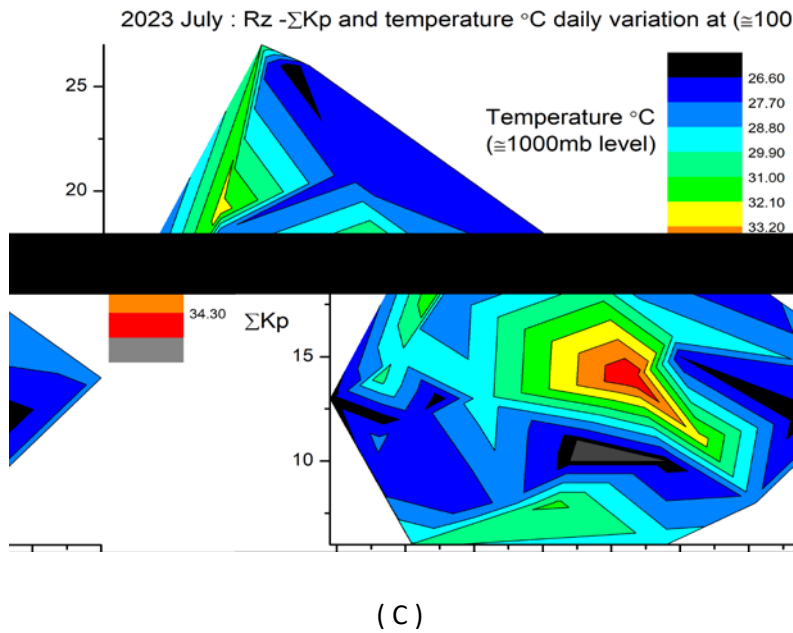 2023 July : Rz -ΣKp and temperature °C daily variation at (≅100
25
20
Temperature °C
(≅1000mb level)
26.60
27.70
28.80
29.90
31.00
32.10
33.20
34.30
ΣKp
15
10
( C )